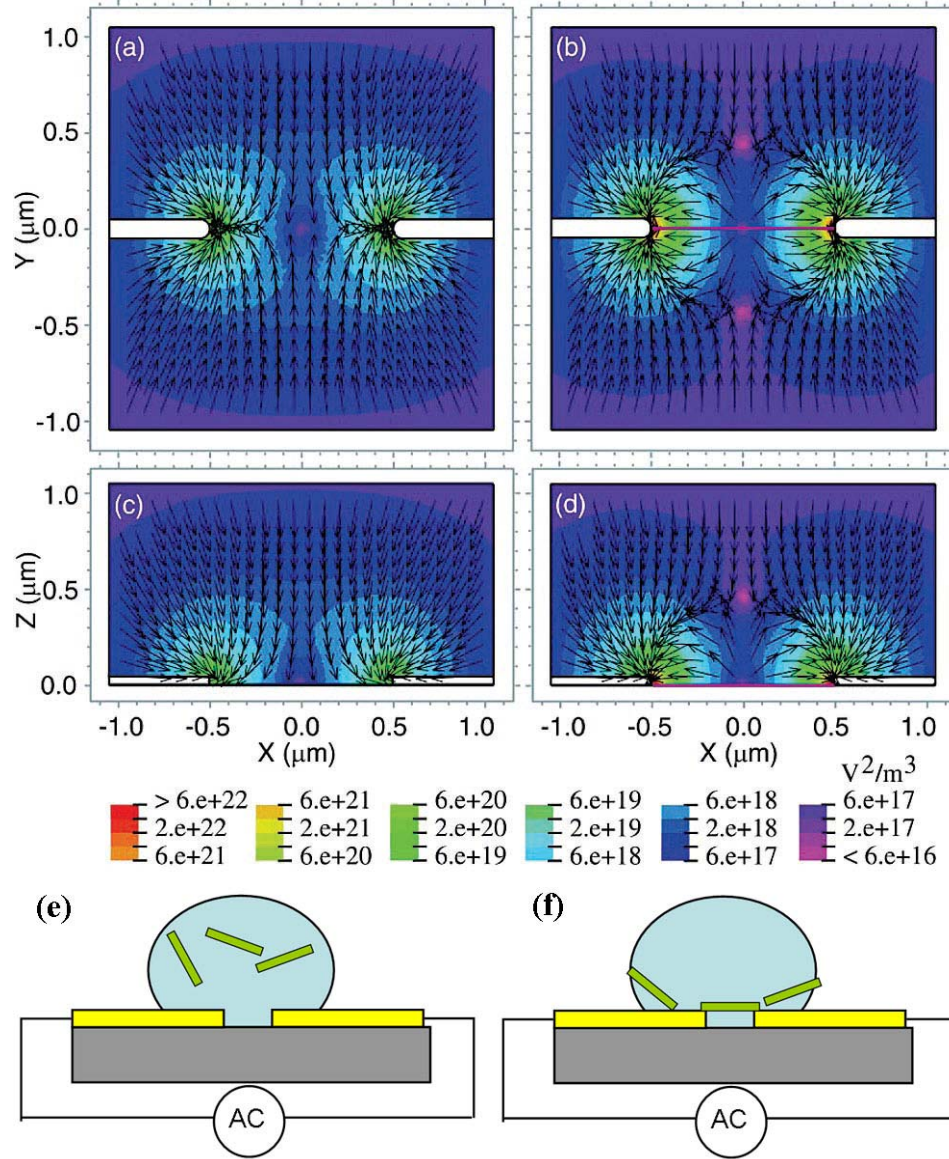 (a) (b)
1.0
0.5
0.0
-0.5
-1.0
Y (μm)
(c) (d)
1.0
0.5
0.0
Z (μm)
-1.0 -0.5 0.0 0.5 1.0 -1.0 -0.5 0.0 0.5 1.0
X (μm) X (μm)
V²/m³
> 6.e+22 6.e+21 6.e+20 6.e+19 6.e+18 6.e+17
2.e+22 2.e+21 2.e+20 2.e+19 2.e+18 2.e+17
6.e+21 6.e+20 6.e+19 6.e+18 6.e+17 < 6.e+16
(e) (f)
AC AC